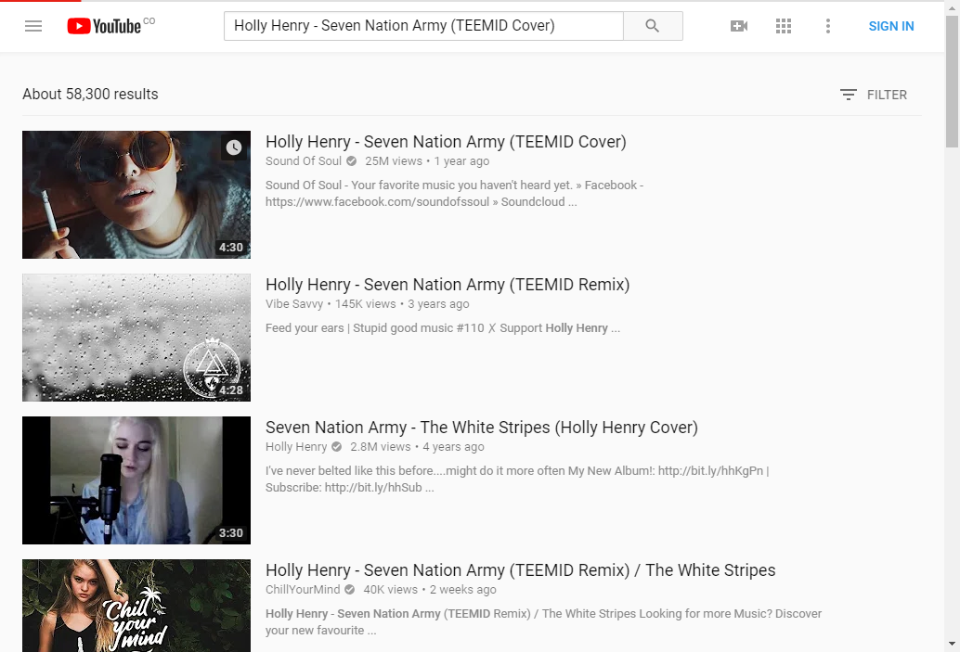 YouTube CO
Holly Henry - Seven Nation Army (TEEMID Cover)
SIGN IN
About 58,300 results
FILTER
Holly Henry - Seven Nation Army (TEEMID Cover)
Sound Of Soul 25M views • 1 year ago
Sound Of Soul - Your favorite music you haven't heard yet. » Facebook -
https://www.facebook.com/soundofssoul » Soundcloud ...
4:30
Holly Henry - Seven Nation Army (TEEMID Remix)
Vibe Savvy • 145K views • 3 years ago
Feed your ears | Stupid good music #110 ✗ Support Holly Henry ...
4:28
Seven Nation Army - The White Stripes (Holly Henry Cover)
Holly Henry 2.8M views • 4 years ago
I've never belted like this before....might do it more often My New Album!: http://bit.ly/hhKgPn |
Subscribe: http://bit.ly/hhSub ...
3:30
Holly Henry - Seven Nation Army (TEEMID Remix) / The White Stripes
ChillYourMind 40K views • 2 weeks ago
Holly Henry - Seven Nation Army (TEEMID Remix) / The White Stripes Looking for more Music? Discover
your new favourite ...
Chill
your
mind